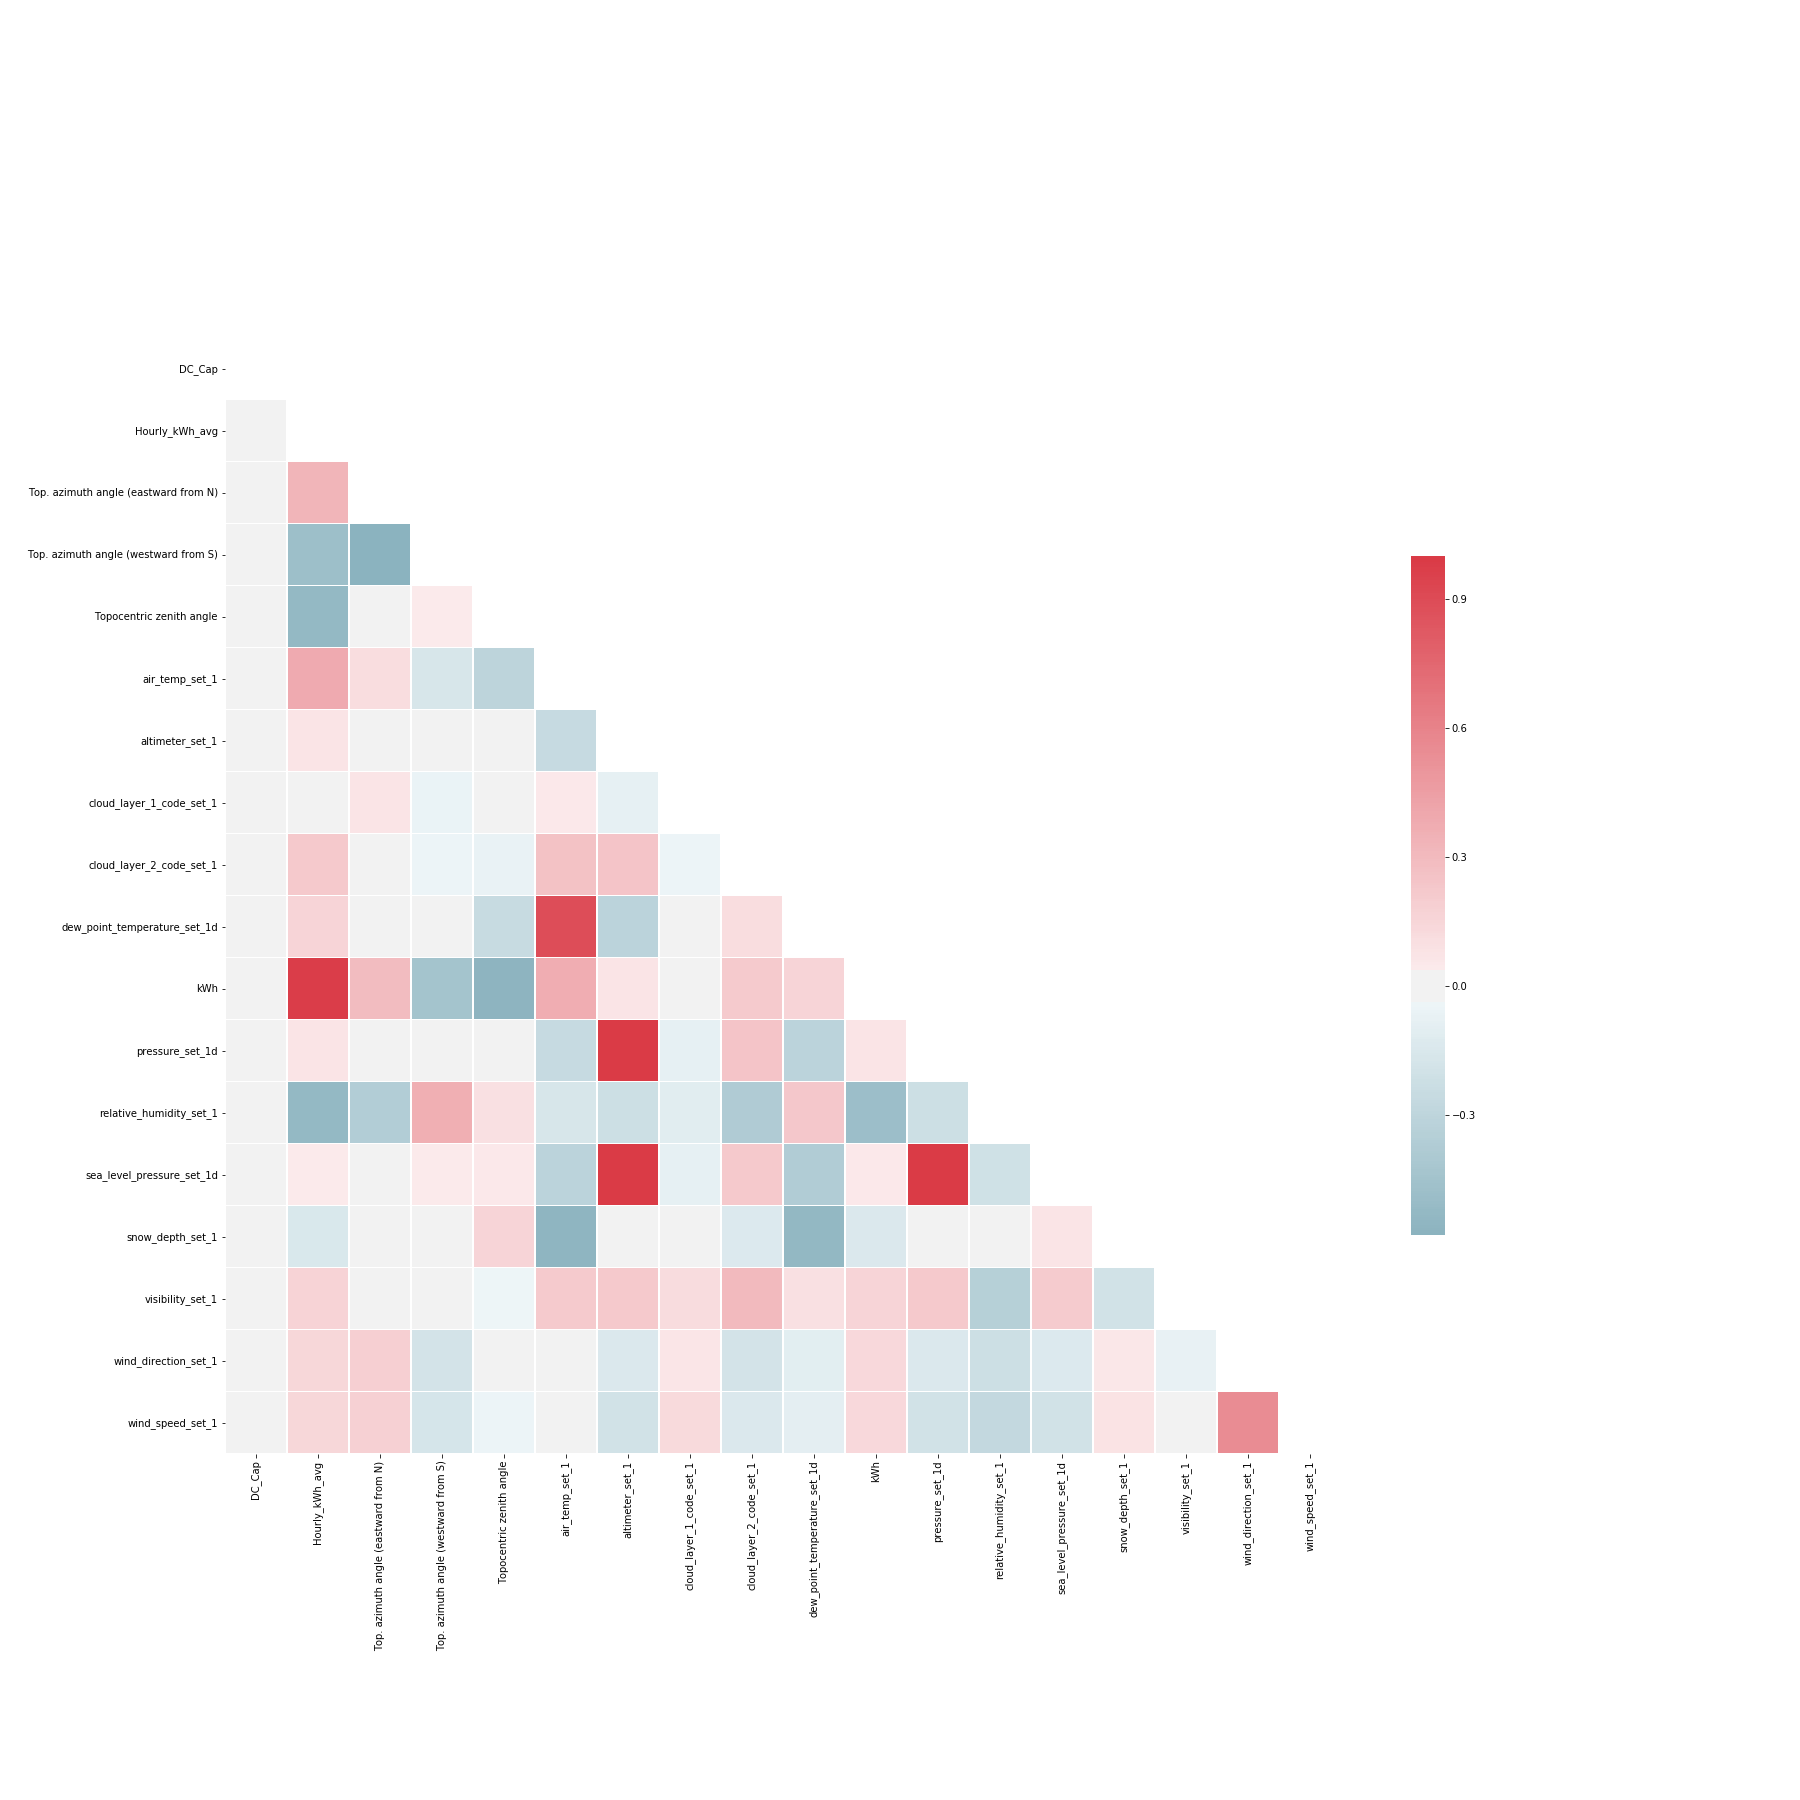 DC_Cap
Hourly_kWh_avg
Top. azimuth angle (eastward from N)
Top. azimuth angle (westward from S)
Topocentric zenith angle
air_temp_set_1
altimeter_set_1
cloud_layer_1_code_set_1
cloud_layer_2_code_set_1
dew_point_temperature_set_1d
kWh
pressure_set_1d
relative_humidity_set_1
sea_level_pressure_set_1d
snow_depth_set_1
visibility_set_1
wind_direction_set_1
wind_speed_set_1
DC_Cap
Hourly_kWh_avg
Top. azimuth angle (eastward from N)
Top. azimuth angle (westward from S)
Topocentric zenith angle
air_temp_set_1
altimeter_set_1
cloud_layer_1_code_set_1
cloud_layer_2_code_set_1
dew_point_temperature_set_1d
kWh
pressure_set_1d
relative_humidity_set_1
sea_level_pressure_set_1d
snow_depth_set_1
visibility_set_1
wind_direction_set_1
wind_speed_set_1
0.9
0.6
0.3
0.0
−0.3